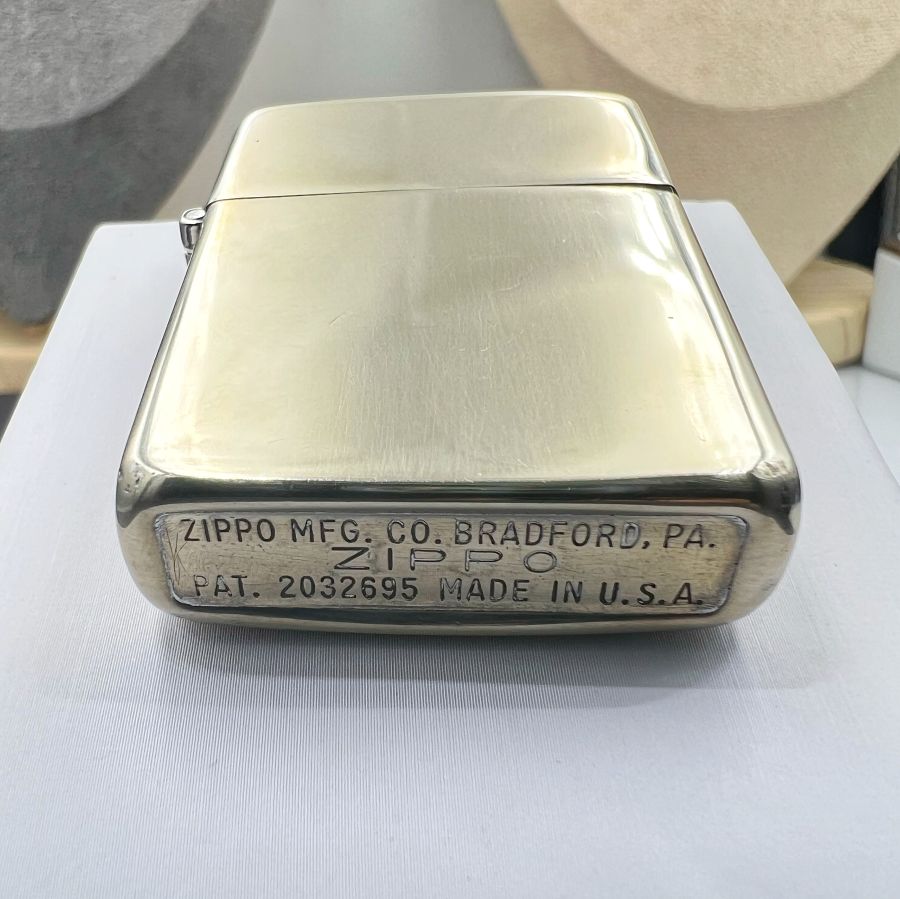 ZIPPO MFG. CO. BRADFORD, PA.
ZIPPO
PAT. 2032695 MADE IN U.S.A.